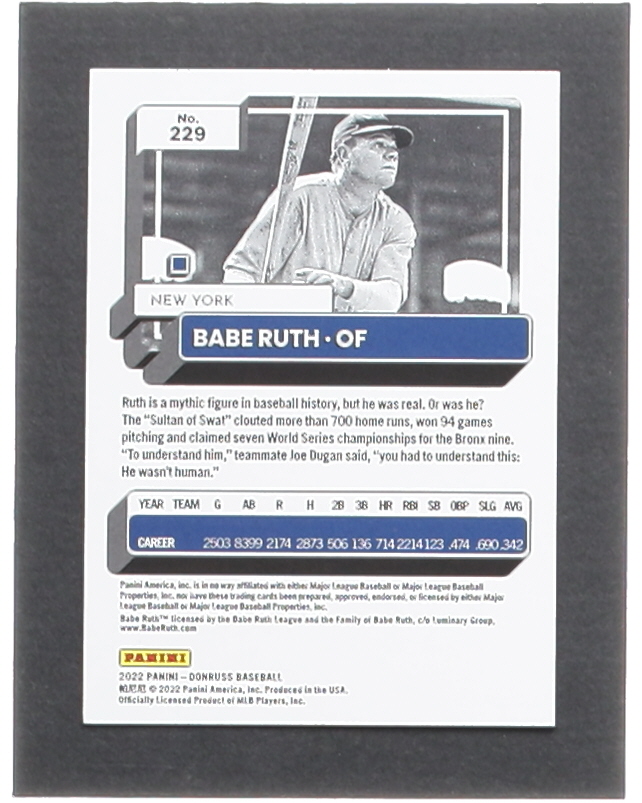 No.
229
NEW YORK
BABE RUTH • OF
Ruth is a mythic figure in baseball history, but he was real. Or was he?
The “Sultan of Swat” clouted more than 700 home runs, won 94 games
pitching and claimed seven World Series championships for the Bronx nine.
“To understand him,” teammate Joe Dugan said, “you had to understand this:
He wasn’t human.”
YEAR TEAM G AB R H 2B 3B HR RBI SB OBP SLG AVG
CAREER 2503 8399 2174 2873 506 136 714 2214 123 .474 .690 .342
Panini America, Inc. is in no way affiliated with either Major League Baseball or Major League Baseball
Properties, Inc. nor have these trading cards been prepared, approved, endorsed, or licensed by either Major
League Baseball or Major League Baseball Properties, Inc.
Babe Ruth™ licensed by the Babe Ruth League and the Family of Babe Ruth, c/o Luminary Group,
www.BabeRuth.com
PANINI
2022 PANINI – DONRUSS BASEBALL
帕尼尼 © 2022 Panini America, Inc. Produced in the USA.
Officially Licensed Product of MLB Players, Inc.